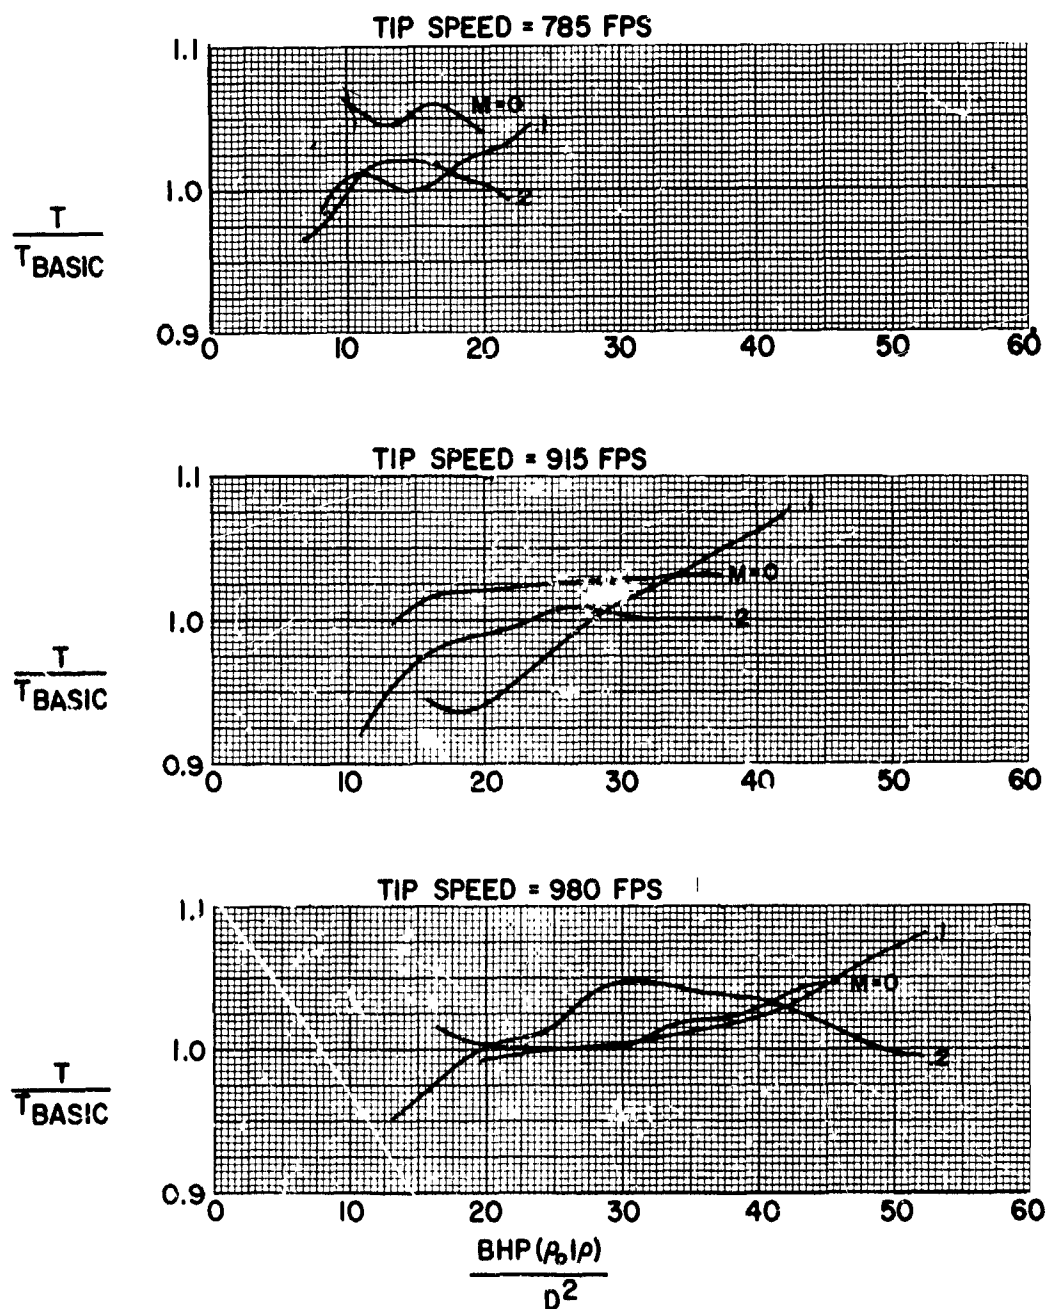 TIP SPEED = 785 FPS
1.1
1.0
0.9
T
TBASIC
M=0
.1
.2
0 10 20 30 40 50 60
TIP SPEED = 915 FPS
1.1
1.0
0.9
T
TBASIC
.1
M=0
.2
0 10 20 30 40 50 60
TIP SPEED = 980 FPS
1.1
1.0
0.9
T
TBASIC
.1
M=0
.2
0 10 20 30 40 50 60
BHP (ρ₀/ρ)
D²